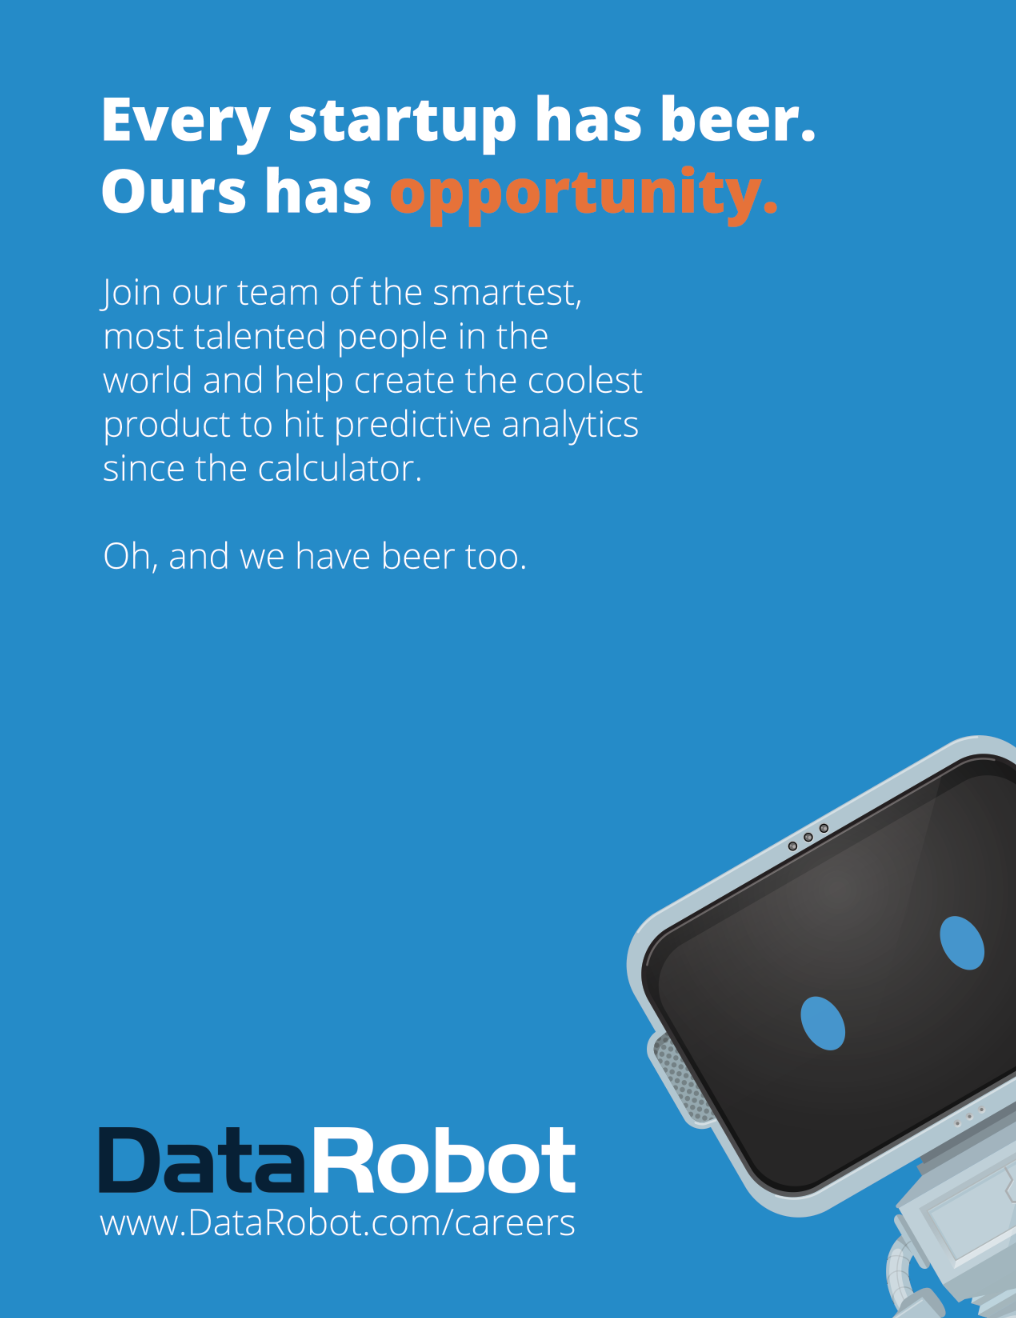 Every startup has beer.
Ours has opportunity.
Join our team of the smartest,
most talented people in the
world and help create the coolest
product to hit predictive analytics
since the calculator.
Oh, and we have beer too.
DataRobot
www.DataRobot.com/careers